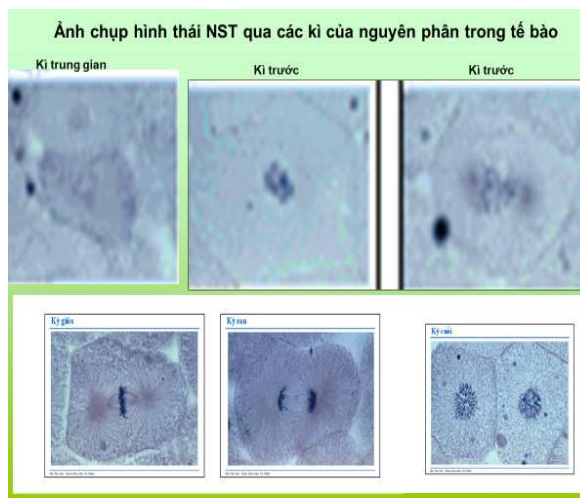 Ảnh chụp hình thái NST qua các kì của nguyên phân trong tế bào
Kì trung gian
Kì trước
Kì trước
Kỳ giữa
Kỳ sau
Kỳ cuối